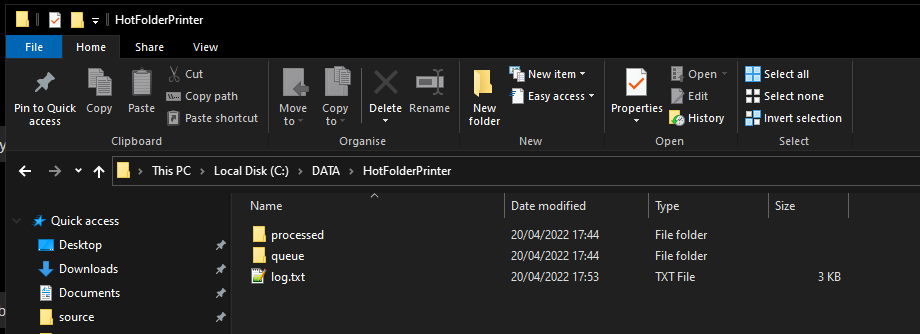 HotFolderPrinter
File Home Share View
Pin to Quick access
Copy
Paste
Cut
Copy path
Paste shortcut
Clipboard
Move to
Copy to
Delete
Rename
Organise
New folder
New item
Easy access
New
Properties
Open
Edit
History
Open
Select all
Select none
Invert selection
Select
This PC > Local Disk (C:) > DATA > HotFolderPrinter
Quick access
Desktop
Downloads
Documents
source
Name Date modified Type Size
processed 20/04/2022 17:44 File folder
queue 20/04/2022 17:44 File folder
log.txt 20/04/2022 17:53 TXT File 3 KB